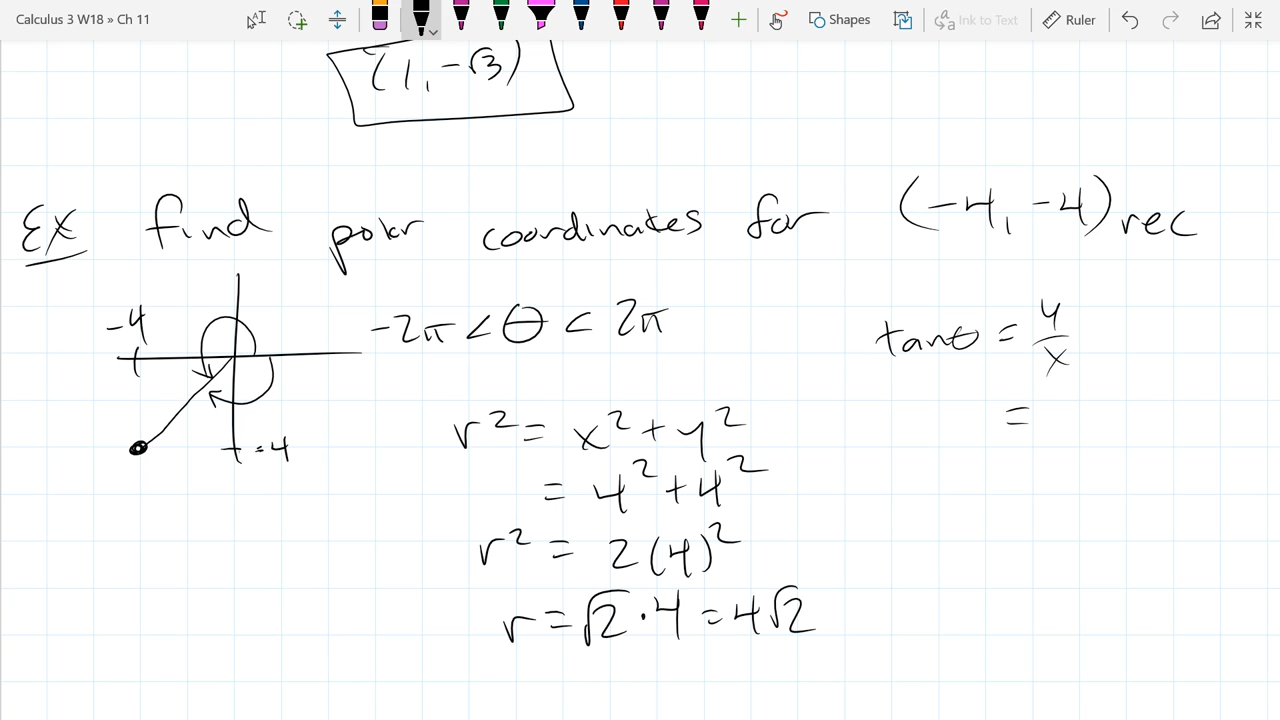 Calculus 3 W18 » Ch 11
Shapes
Ink to Text
Ruler
(1, -√3)
Ex find polar coordinates for (-4, -4) rec
-4
-2π < θ < 2π
tanθ = y/x
-4
r² = x² + y²
=
= 4² + 4²
r² = 2(4)²
r = √2 · 4 = 4√2